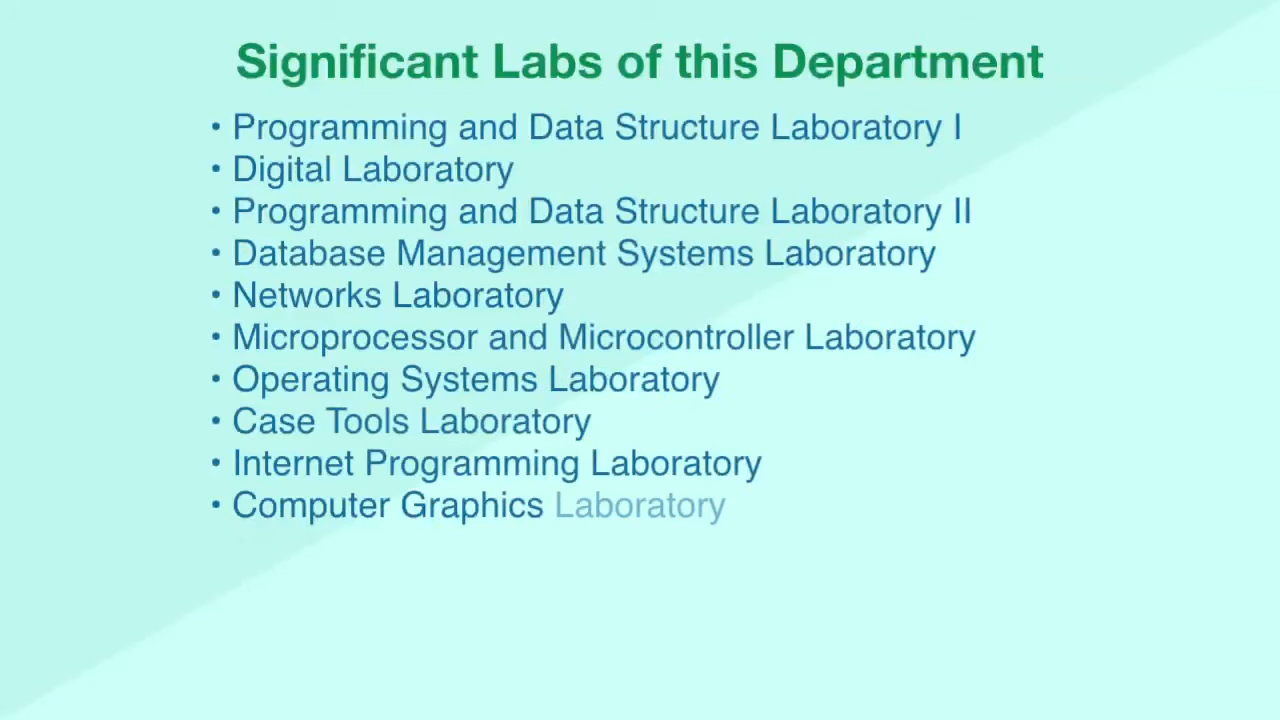 Significant Labs of this Department
• Programming and Data Structure Laboratory I
• Digital Laboratory
• Programming and Data Structure Laboratory II
• Database Management Systems Laboratory
• Networks Laboratory
• Microprocessor and Microcontroller Laboratory
• Operating Systems Laboratory
• Case Tools Laboratory
• Internet Programming Laboratory
• Computer Graphics Laboratory